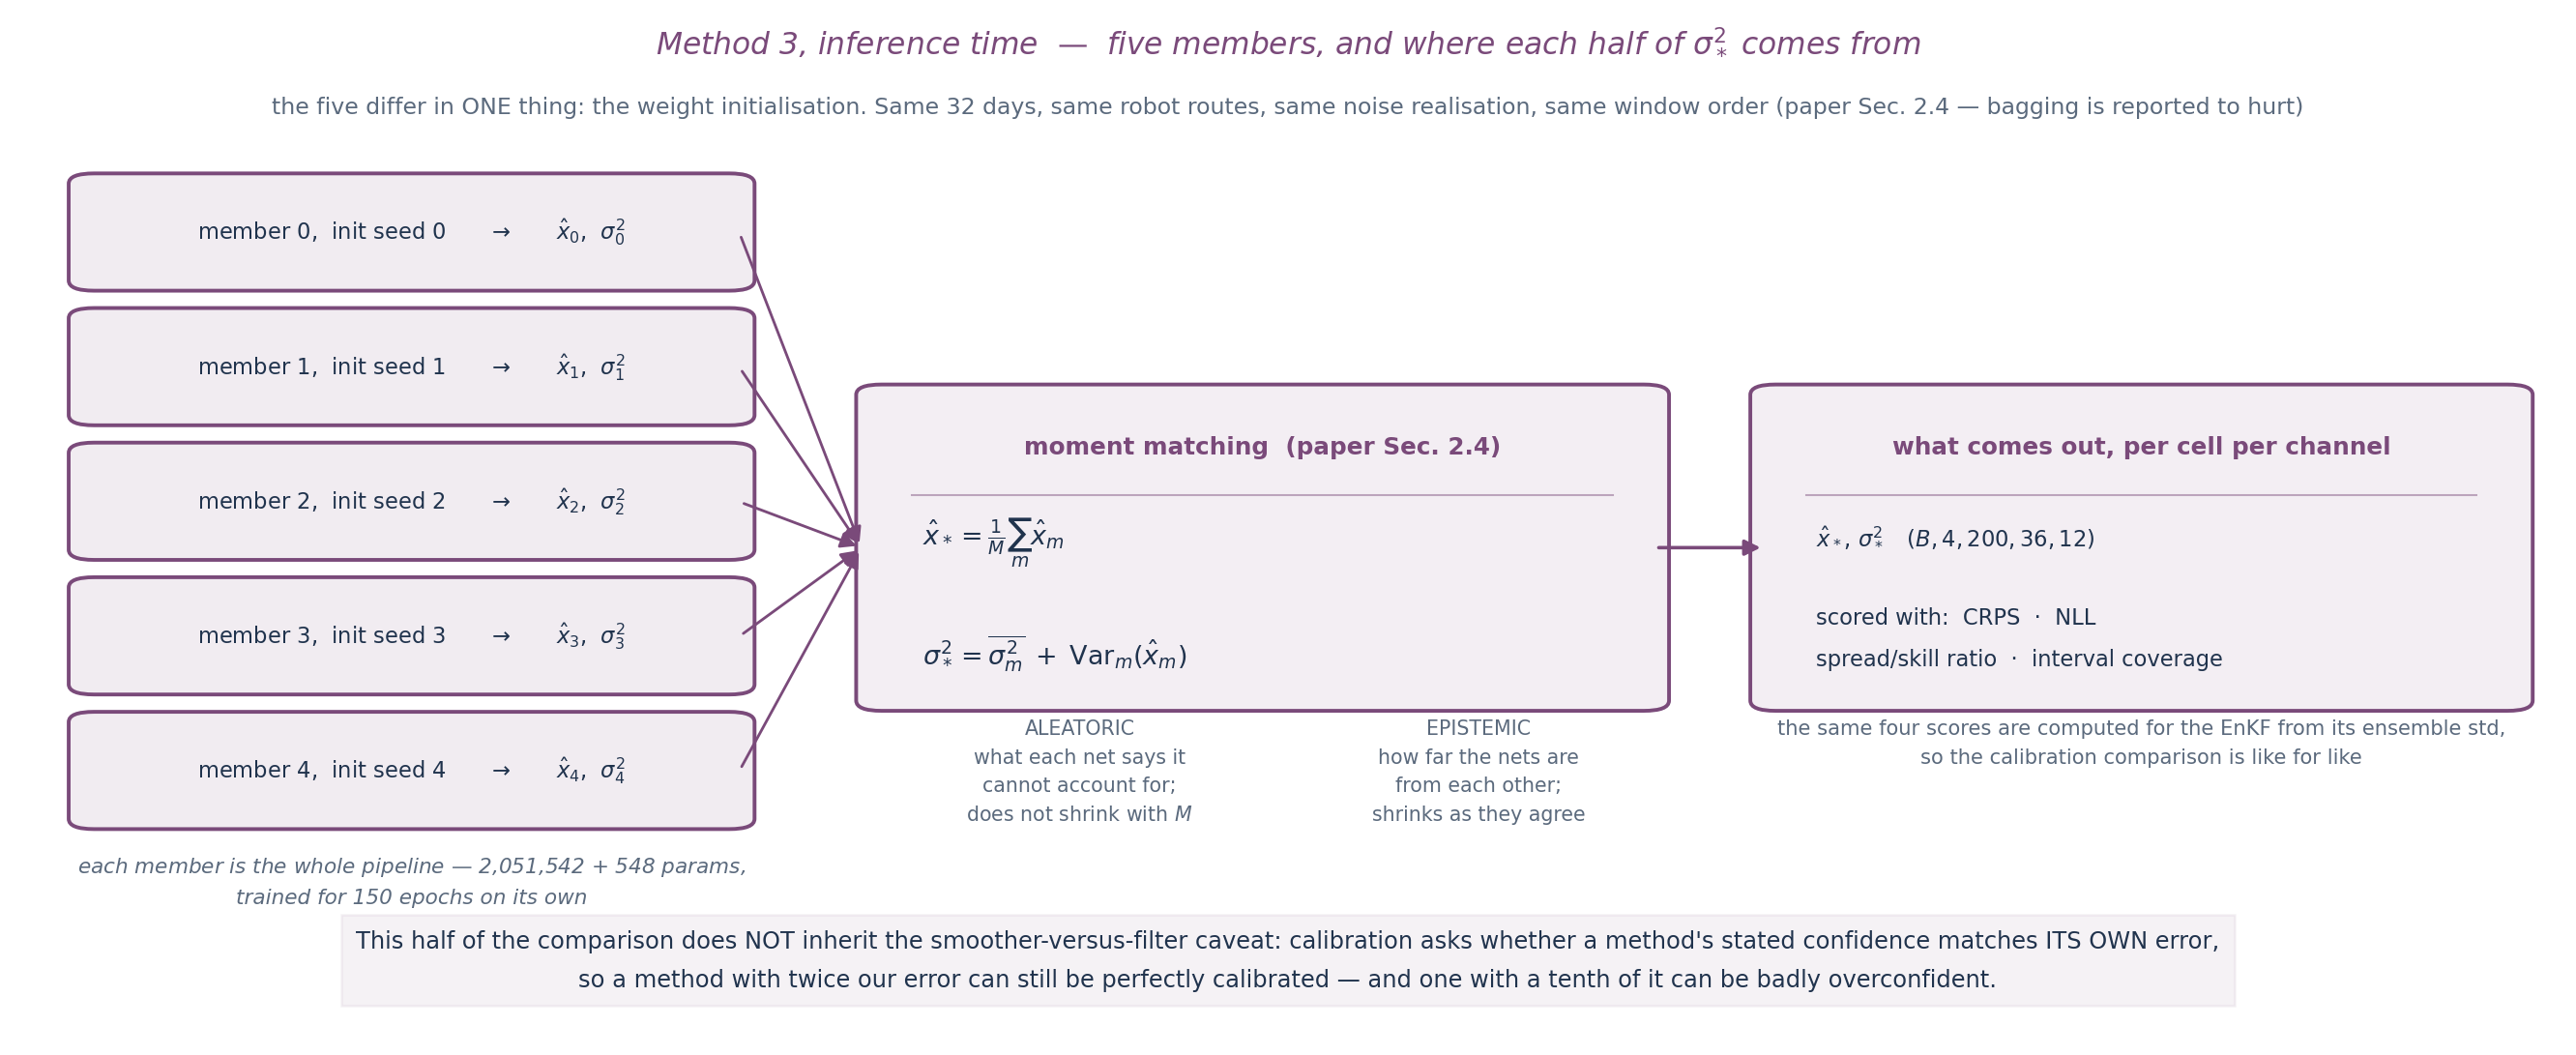 Method 3, inference time — five members, and where each half of σ²_* comes from
the five differ in ONE thing: the weight initialisation. Same 32 days, same robot routes, same noise realisation, same window order (paper Sec. 2.4 — bagging is reported to hurt)
member 0, init seed 0 → x̂₀, σ₀²
member 1, init seed 1 → x̂₁, σ₁²
member 2, init seed 2 → x̂₂, σ₂²
member 3, init seed 3 → x̂₃, σ₃²
member 4, init seed 4 → x̂₄, σ₄²
each member is the whole pipeline — 2,051,542 + 548 params,
trained for 150 epochs on its own
moment matching (paper Sec. 2.4)
x̂_* = 1/M ∑_m x̂_m
σ²_* = \overline{σ²_m} + Var_m(x̂_m)
ALEATORIC
what each net says it
cannot account for;
does not shrink with M
EPISTEMIC
how far the nets are
from each other;
shrinks as they agree
what comes out, per cell per channel
x̂_*, σ²_* (B, 4, 200, 36, 12)
scored with: CRPS · NLL
spread/skill ratio · interval coverage
the same four scores are computed for the EnKF from its ensemble std,
so the calibration comparison is like for like
This half of the comparison does NOT inherit the smoother-versus-filter caveat: calibration asks whether a method's stated confidence matches ITS OWN error,
so a method with twice our error can still be perfectly calibrated — and one with a tenth of it can be badly overconfident.